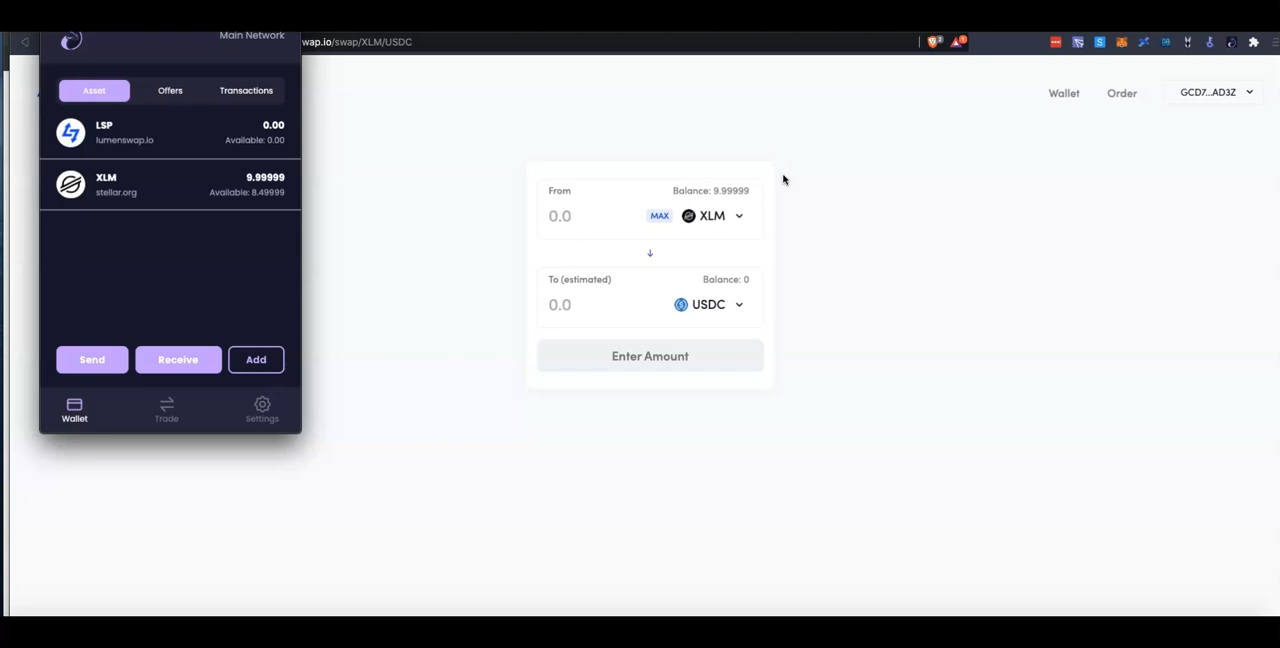 Main Network
wap.io/swap/XLM/USDC
Asset Offers Transactions
LSP 0.00
lumenswap.io Available: 0.00
XLM 9.99999
stellar.org Available: 8.49999
Send Receive Add
Wallet Trade Settings
Wallet Order GCD7...AD3Z
From Balance: 9.99999
0.0 MAX XLM
To (estimated) Balance: 0
0.0 USDC
Enter Amount